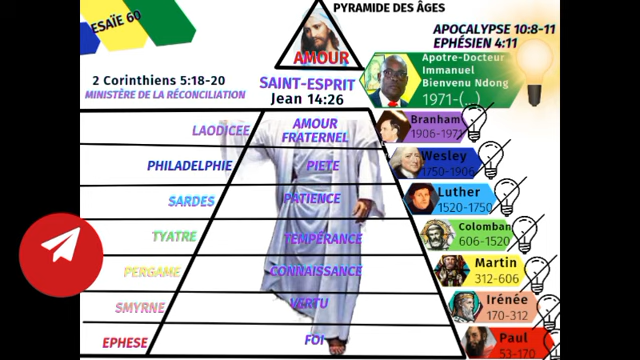 PYRAMIDE DES ÂGES
ESAÏE 60
APOCALYPSE 10:8-11
ÉPHÉSIEN 4:11
AMOUR
Apotre-Docteur
Immanuel
Bienvenu Ndong
1971-(_)
2 Corinthiens 5:18-20
MINISTÈRE DE LA RÉCONCILIATION
SAINT-ESPRIT
Jean 14:26
LAODICEE
AMOUR
FRATERNEL
Branham
1906-1971
PHILADELPHIE
PIETE
Wesley
1750-1906
SARDES
PATIENCE
Luther
1520-1750
TYATRE
TEMPÉRANCE
Colomban
606-1520
PERGAME
CONNAISSANCE
Martin
312-606
SMYRNE
VERTU
Irénée
170-312
EPHESE
FOI
Paul
53-170